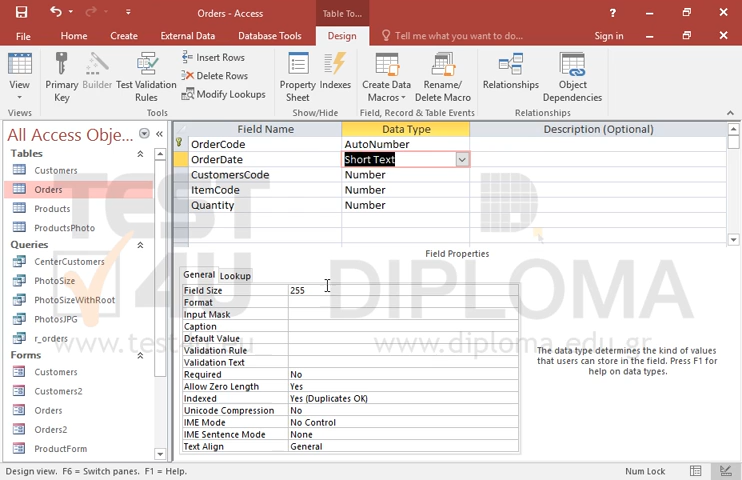 Orders - Access
Table To...
File
Home
Create
External Data
Database Tools
Design
Tell me what you want to do...
Sign in
View
Primary Key
Builder
Test Validation Rules
Insert Rows
Delete Rows
Modify Lookups
Property Sheet
Indexes
Create Data Macros
Rename/ Delete Macro
Relationships
Object Dependencies
Views
Tools
Show/Hide
Field, Record & Table Events
Relationships
All Access Obje...
Tables
Customers
Orders
Products
ProductsPhoto
Queries
CenterCustomers
PhotoSize
PhotoSizeWithRoot
PhotosJPG
r_orders
Forms
Customers
Customers2
Orders
Orders2
ProductForm
Field Name Data Type Description (Optional)
OrderCode AutoNumber
OrderDate Short Text
CustomersCode Number
ItemCode Number
Quantity Number
Field Properties
General Lookup
Field Size 255
Format
Input Mask
Caption
Default Value
Validation Rule
Validation Text
Required No
Allow Zero Length Yes
Indexed Yes (Duplicates OK)
Unicode Compression No
IME Mode No Control
IME Sentence Mode None
Text Align General
The data type determines the kind of values
that users can store in the field. Press F1 for
help on data types.
TEST
4U
DIPLOMA
www.test4u.eu
www.diploma.edu.gr
Design view. F6 = Switch panes. F1 = Help.
Num Lock